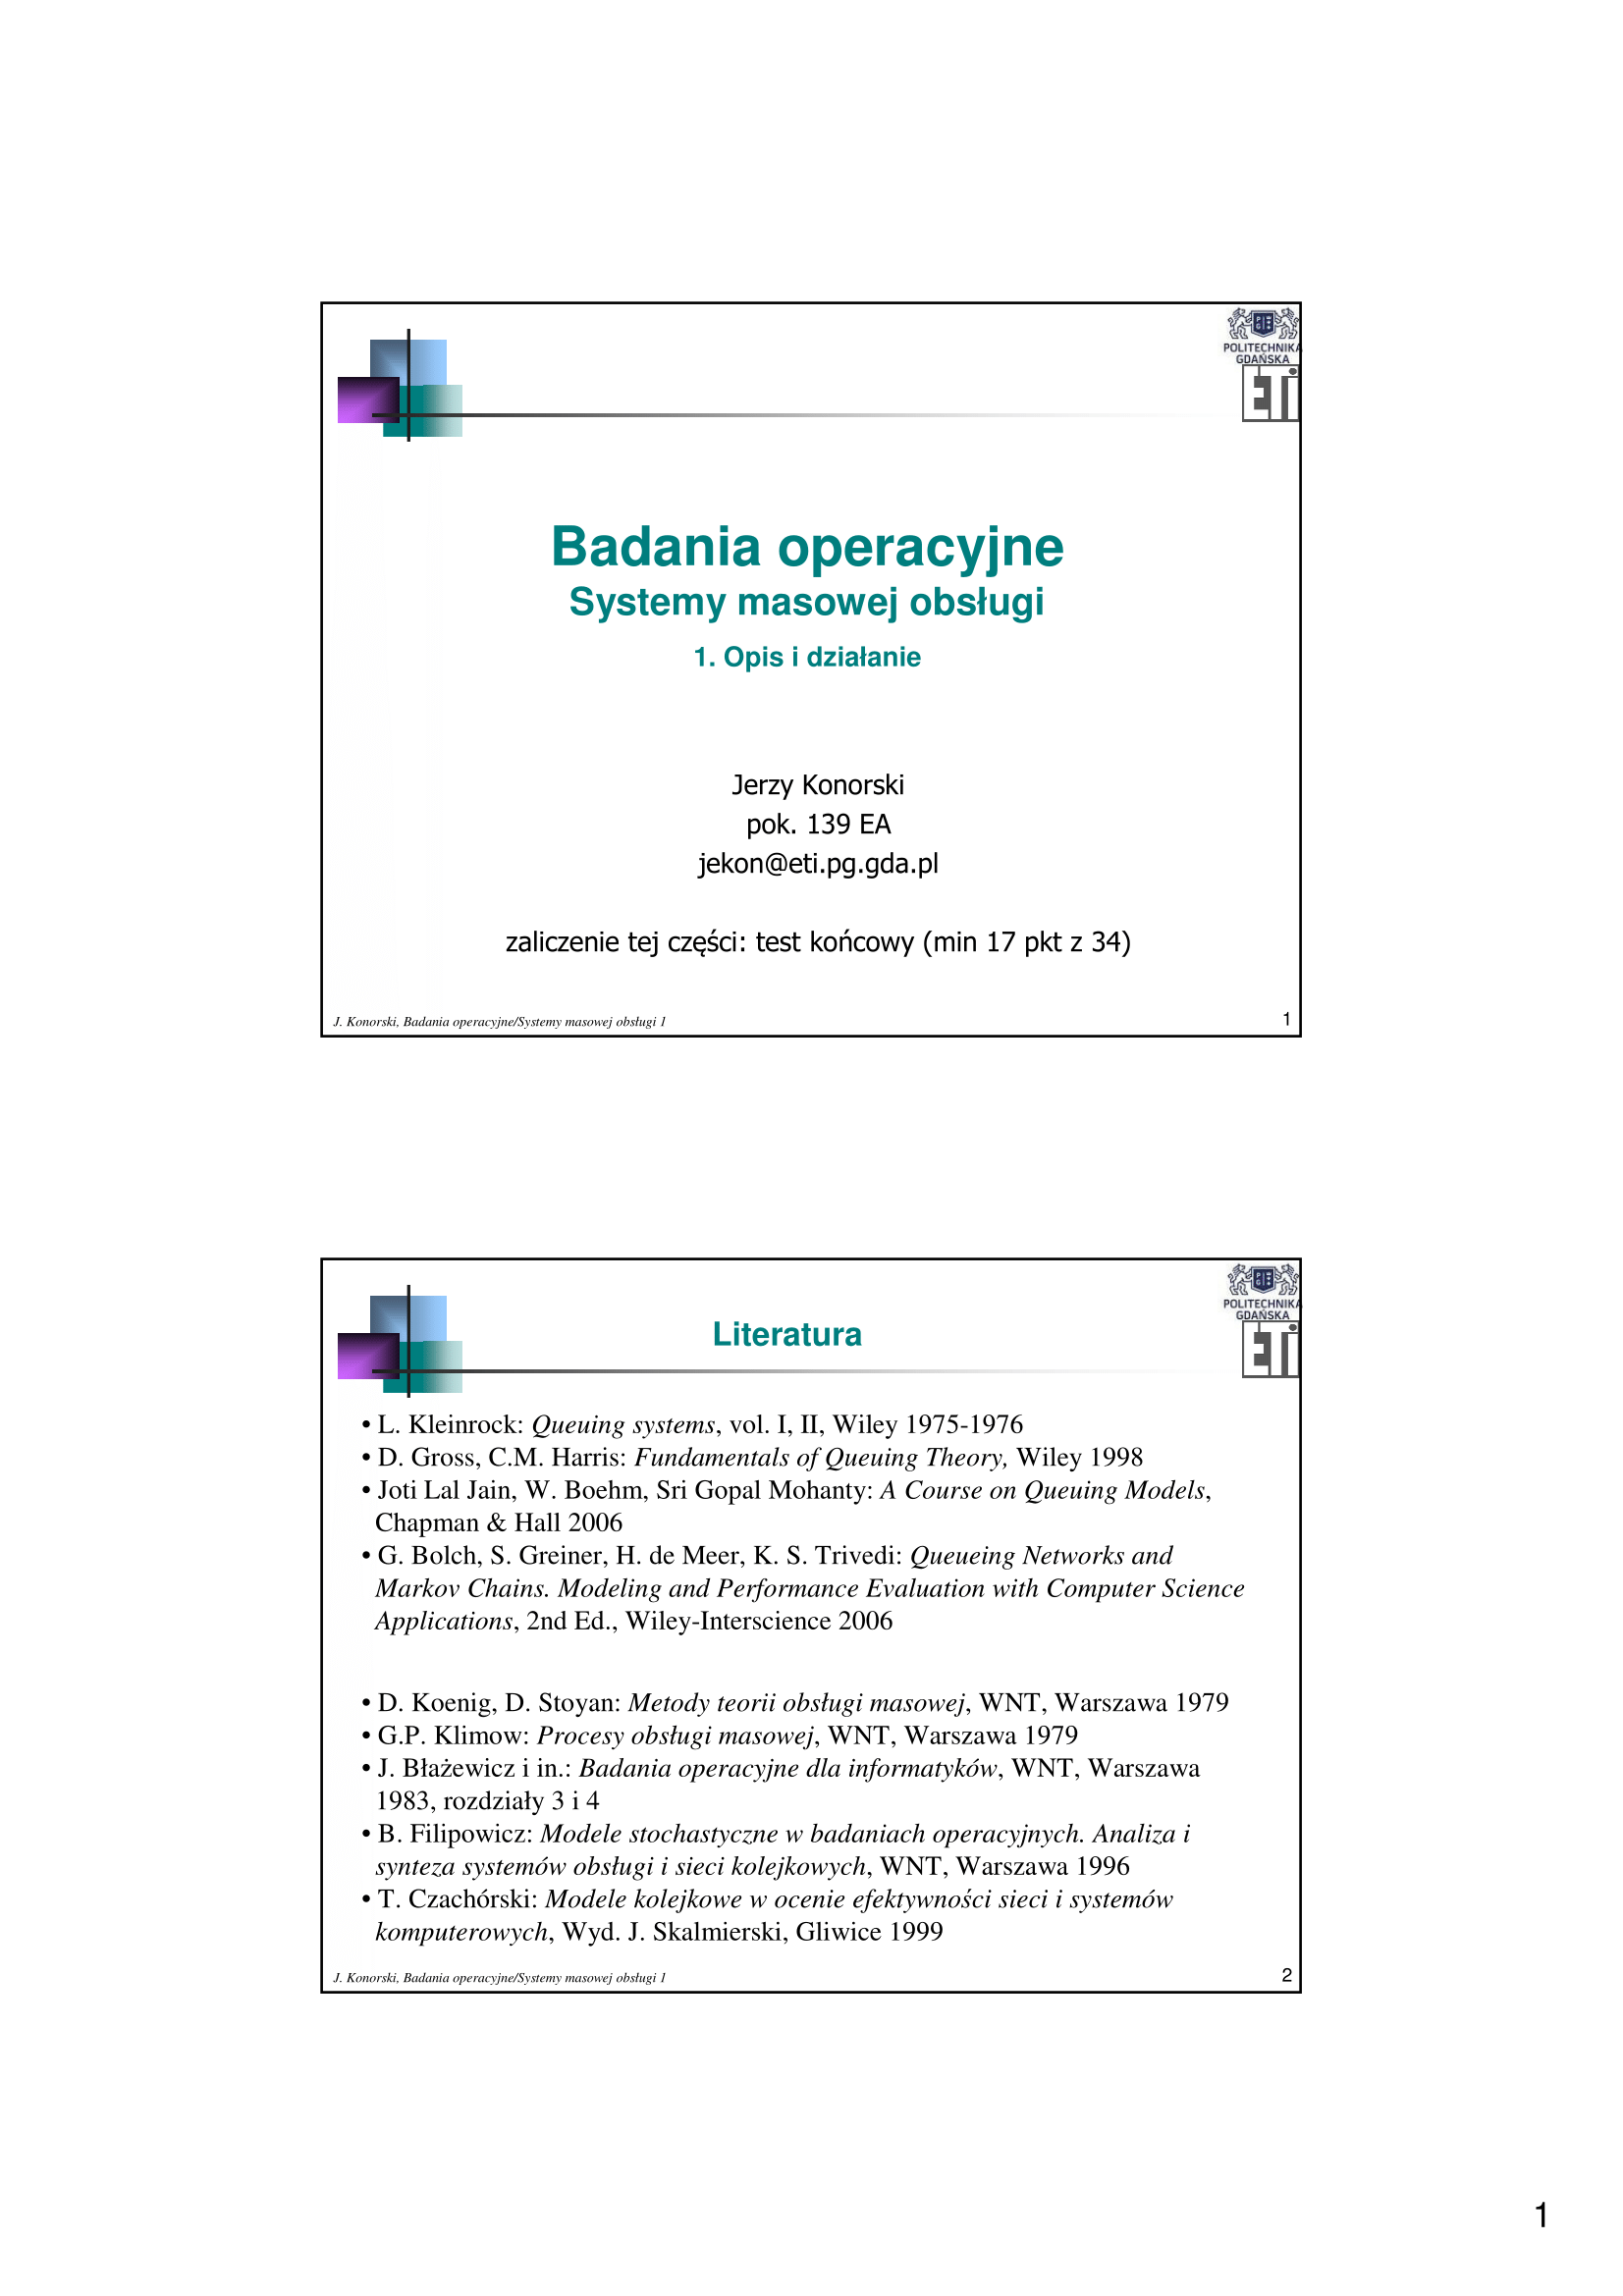 POLITECHNIKA
GDAŃSKA
ETI
Badania operacyjne
Systemy masowej obsługi
1. Opis i działanie
Jerzy Konorski
pok. 139 EA
jekon@eti.pg.gda.pl
zaliczenie tej części: test końcowy (min 17 pkt z 34)
J. Konorski, Badania operacyjne/Systemy masowej obsługi 1
1
POLITECHNIKA
GDAŃSKA
ETI
Literatura
• L. Kleinrock: Queuing systems, vol. I, II, Wiley 1975-1976
• D. Gross, C.M. Harris: Fundamentals of Queuing Theory, Wiley 1998
• Joti Lal Jain, W. Boehm, Sri Gopal Mohanty: A Course on Queuing Models,
Chapman & Hall 2006
• G. Bolch, S. Greiner, H. de Meer, K. S. Trivedi: Queueing Networks and
Markov Chains. Modeling and Performance Evaluation with Computer Science
Applications, 2nd Ed., Wiley-Interscience 2006
• D. Koenig, D. Stoyan: Metody teorii obsługi masowej, WNT, Warszawa 1979
• G.P. Klimow: Procesy obsługi masowej, WNT, Warszawa 1979
• J. Błażewicz i in.: Badania operacyjne dla informatyków, WNT, Warszawa
1983, rozdziały 3 i 4
• B. Filipowicz: Modele stochastyczne w badaniach operacyjnych. Analiza i
synteza systemów obsługi i sieci kolejkowych, WNT, Warszawa 1996
• T. Czachórski: Modele kolejkowe w ocenie efektywności sieci i systemów
komputerowych, Wyd. J. Skalmierski, Gliwice 1999
J. Konorski, Badania operacyjne/Systemy masowej obsługi 1
2
1